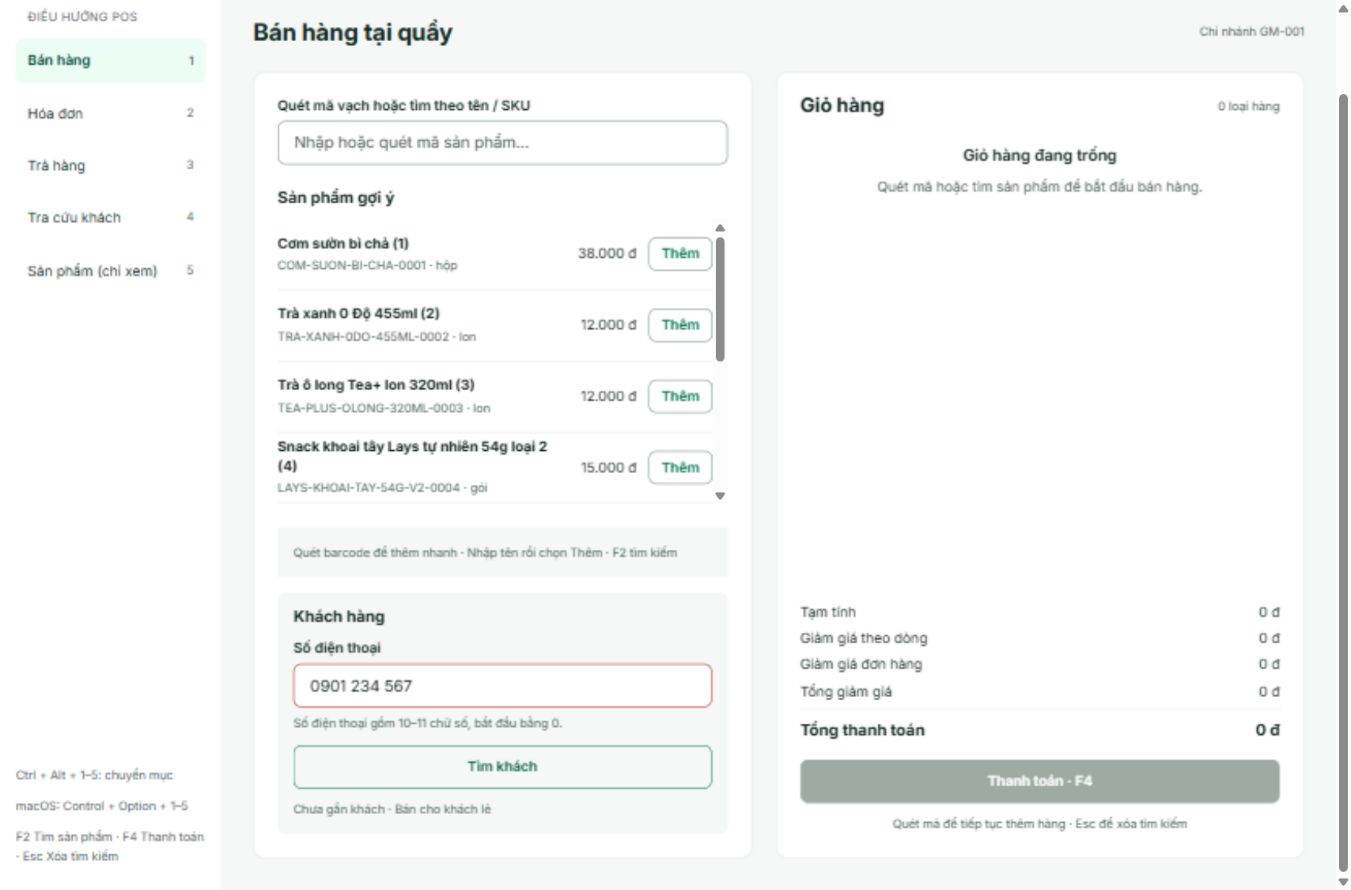 ĐIỀU HƯỚNG POS
Bán hàng 1
Hóa đơn 2
Trả hàng 3
Tra cứu khách 4
Sản phẩm (chỉ xem) 5
Ctrl + Alt + 1–5: chuyển mục
macOS: Control + Option + 1–5
F2 Tìm sản phẩm · F4 Thanh toán
· Esc Xóa tìm kiếm
Bán hàng tại quầy
Chi nhánh GM-001
Quét mã vạch hoặc tìm theo tên / SKU
Nhập hoặc quét mã sản phẩm...
Sản phẩm gợi ý
Cơm sườn bì chả (1)
COM-SUON-BI-CHA-0001 · hộp
38.000 đ Thêm
Trà xanh 0 Độ 455ml (2)
TRA-XANH-0DO-455ML-0002 · lon
12.000 đ Thêm
Trà ô long Tea+ lon 320ml (3)
TEA-PLUS-OLONG-320ML-0003 · lon
12.000 đ Thêm
Snack khoai tây Lays tự nhiên 54g loại 2
(4)
LAYS-KHOAI-TAY-54G-V2-0004 · gói
15.000 đ Thêm
Quét barcode để thêm nhanh · Nhập tên rồi chọn Thêm · F2 tìm kiếm
Khách hàng
Số điện thoại
0901 234 567
Số điện thoại gồm 10–11 chữ số, bắt đầu bằng 0.
Tìm khách
Chưa gắn khách · Bán cho khách lẻ
Giỏ hàng
0 loại hàng
Giỏ hàng đang trống
Quét mã hoặc tìm sản phẩm để bắt đầu bán hàng.
Tạm tính 0 đ
Giảm giá theo dòng 0 đ
Giảm giá đơn hàng 0 đ
Tổng giảm giá 0 đ
Tổng thanh toán 0 đ
Thanh toán · F4
Quét mã để tiếp tục thêm hàng · Esc để xóa tìm kiếm